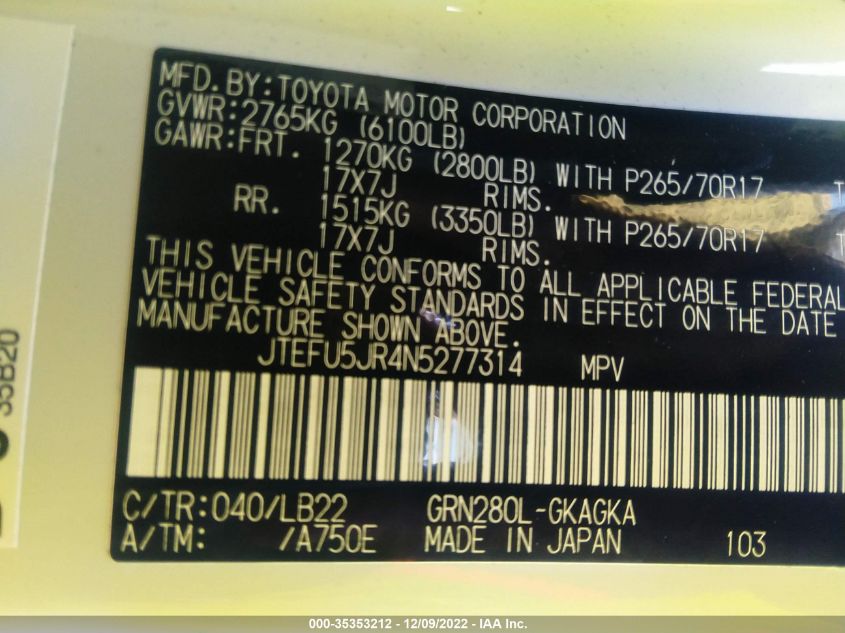 MFD.BY:TOYOTA MOTOR CORPORATION
GVWR:2765KG (6100LB)
GAWR:FRT. 1270KG (2800LB) WITH P265/70R17
17X7J RIMS.
RR. 1515KG (3350LB) WITH P265/70R17
17X7J RIMS.
THIS VEHICLE CONFORMS TO ALL APPLICABLE FEDERAL
VEHICLE SAFETY STANDARDS IN EFFECT ON THE DATE
MANUFACTURE SHOWN ABOVE.
JTEFU5JR4N5277314 MPV
C/TR:040/LB22 GRN280L-GKAGKA
A/TM: /A750E MADE IN JAPAN 103
35B20
000-35353212 - 12/09/2022 - IAA Inc.